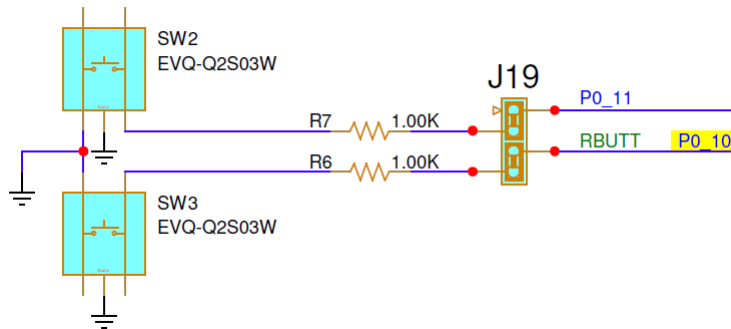 SW2
EVQ-Q2S03W
J19
R7 1.00K P0_11
R6 1.00K RBUTT P0_10
SW3
EVQ-Q2S03W